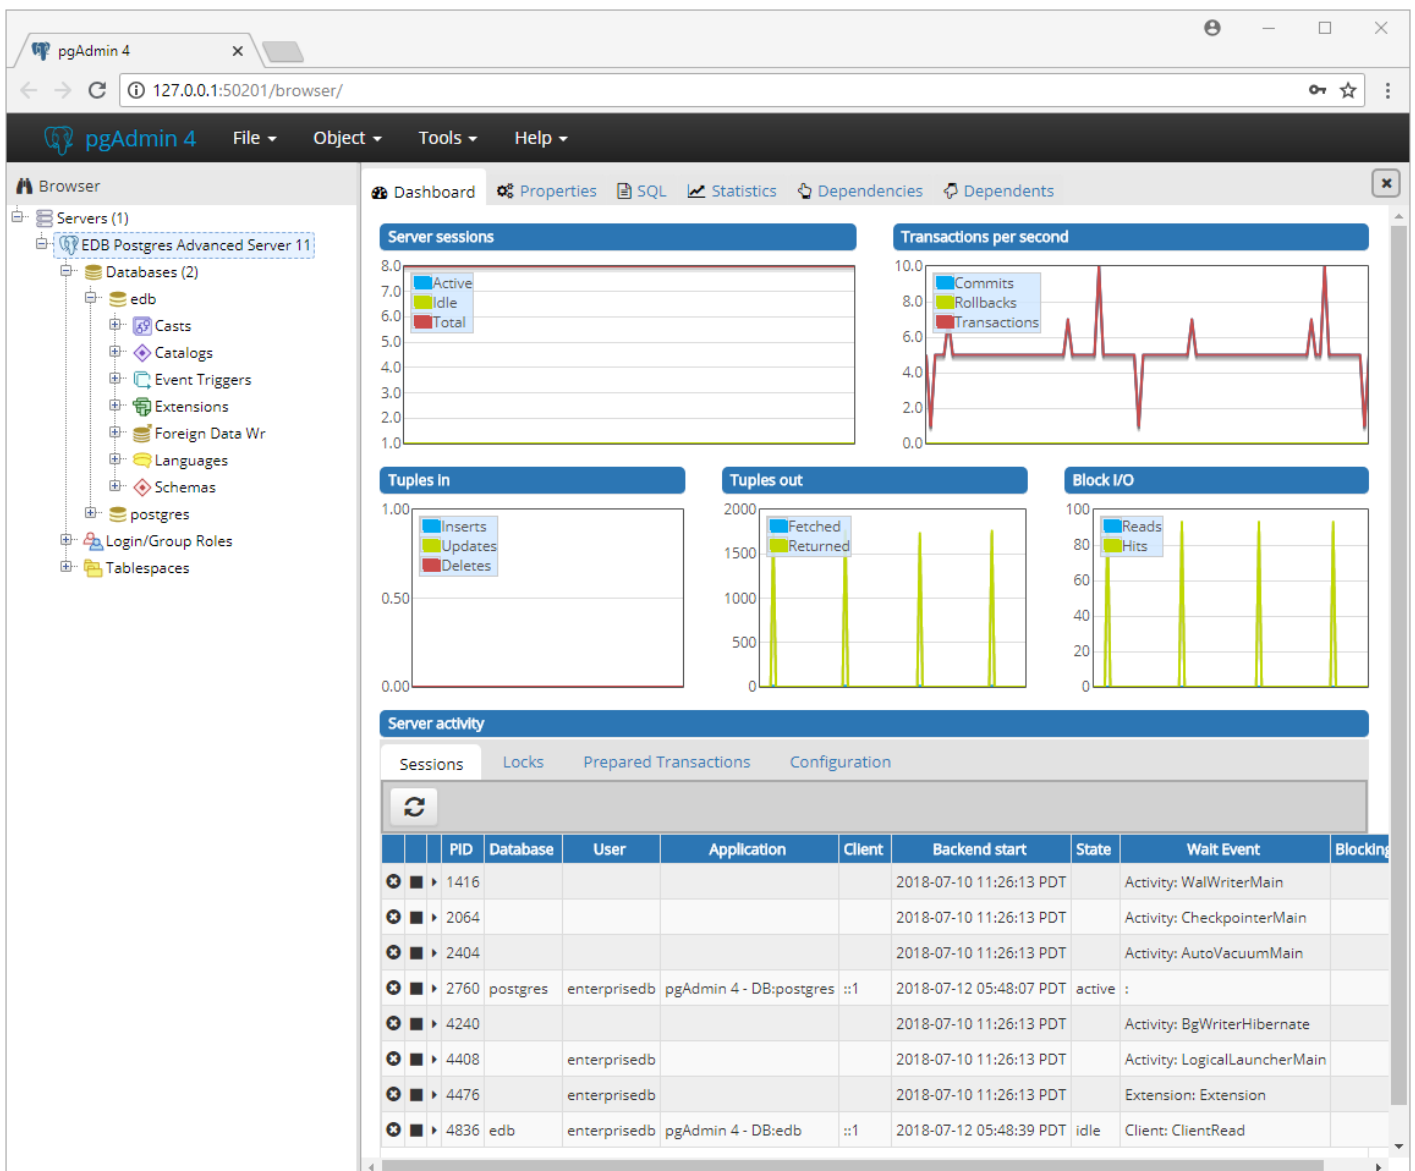 pgAdmin 4
127.0.0.1:50201/browser/
pgAdmin 4 File Object Tools Help
Browser
Servers (1)
EDB Postgres Advanced Server 11
Databases (2)
edb
Casts
Catalogs
Event Triggers
Extensions
Foreign Data Wr
Languages
Schemas
postgres
Login/Group Roles
Tablespaces
Dashboard Properties SQL Statistics Dependencies Dependents
Server sessions
8.0
7.0
6.0
5.0
4.0
3.0
2.0
1.0
Active
Idle
Total
Transactions per second
10.0
8.0
6.0
4.0
2.0
0.0
Commits
Rollbacks
Transactions
Tuples in
1.00
0.50
0.00
Inserts
Updates
Deletes
Tuples out
2000
1500
1000
500
0
Fetched
Returned
Block I/O
100
80
60
40
20
0
Reads
Hits
Server activity
Sessions Locks Prepared Transactions Configuration
PID Database User Application Client Backend start State Wait Event Blocking
1416 2018-07-10 11:26:13 PDT Activity: WalWriterMain
2064 2018-07-10 11:26:13 PDT Activity: CheckpointerMain
2404 2018-07-10 11:26:13 PDT Activity: AutoVacuumMain
2760 postgres enterprisedb pgAdmin 4 - DB:postgres ::1 2018-07-12 05:48:07 PDT active :
4240 2018-07-10 11:26:13 PDT Activity: BgWriterHibernate
4408 enterprisedb 2018-07-10 11:26:13 PDT Activity: LogicalLauncherMain
4476 enterprisedb 2018-07-10 11:26:13 PDT Extension: Extension
4836 edb enterprisedb pgAdmin 4 - DB:edb ::1 2018-07-12 05:48:39 PDT idle Client: ClientRead